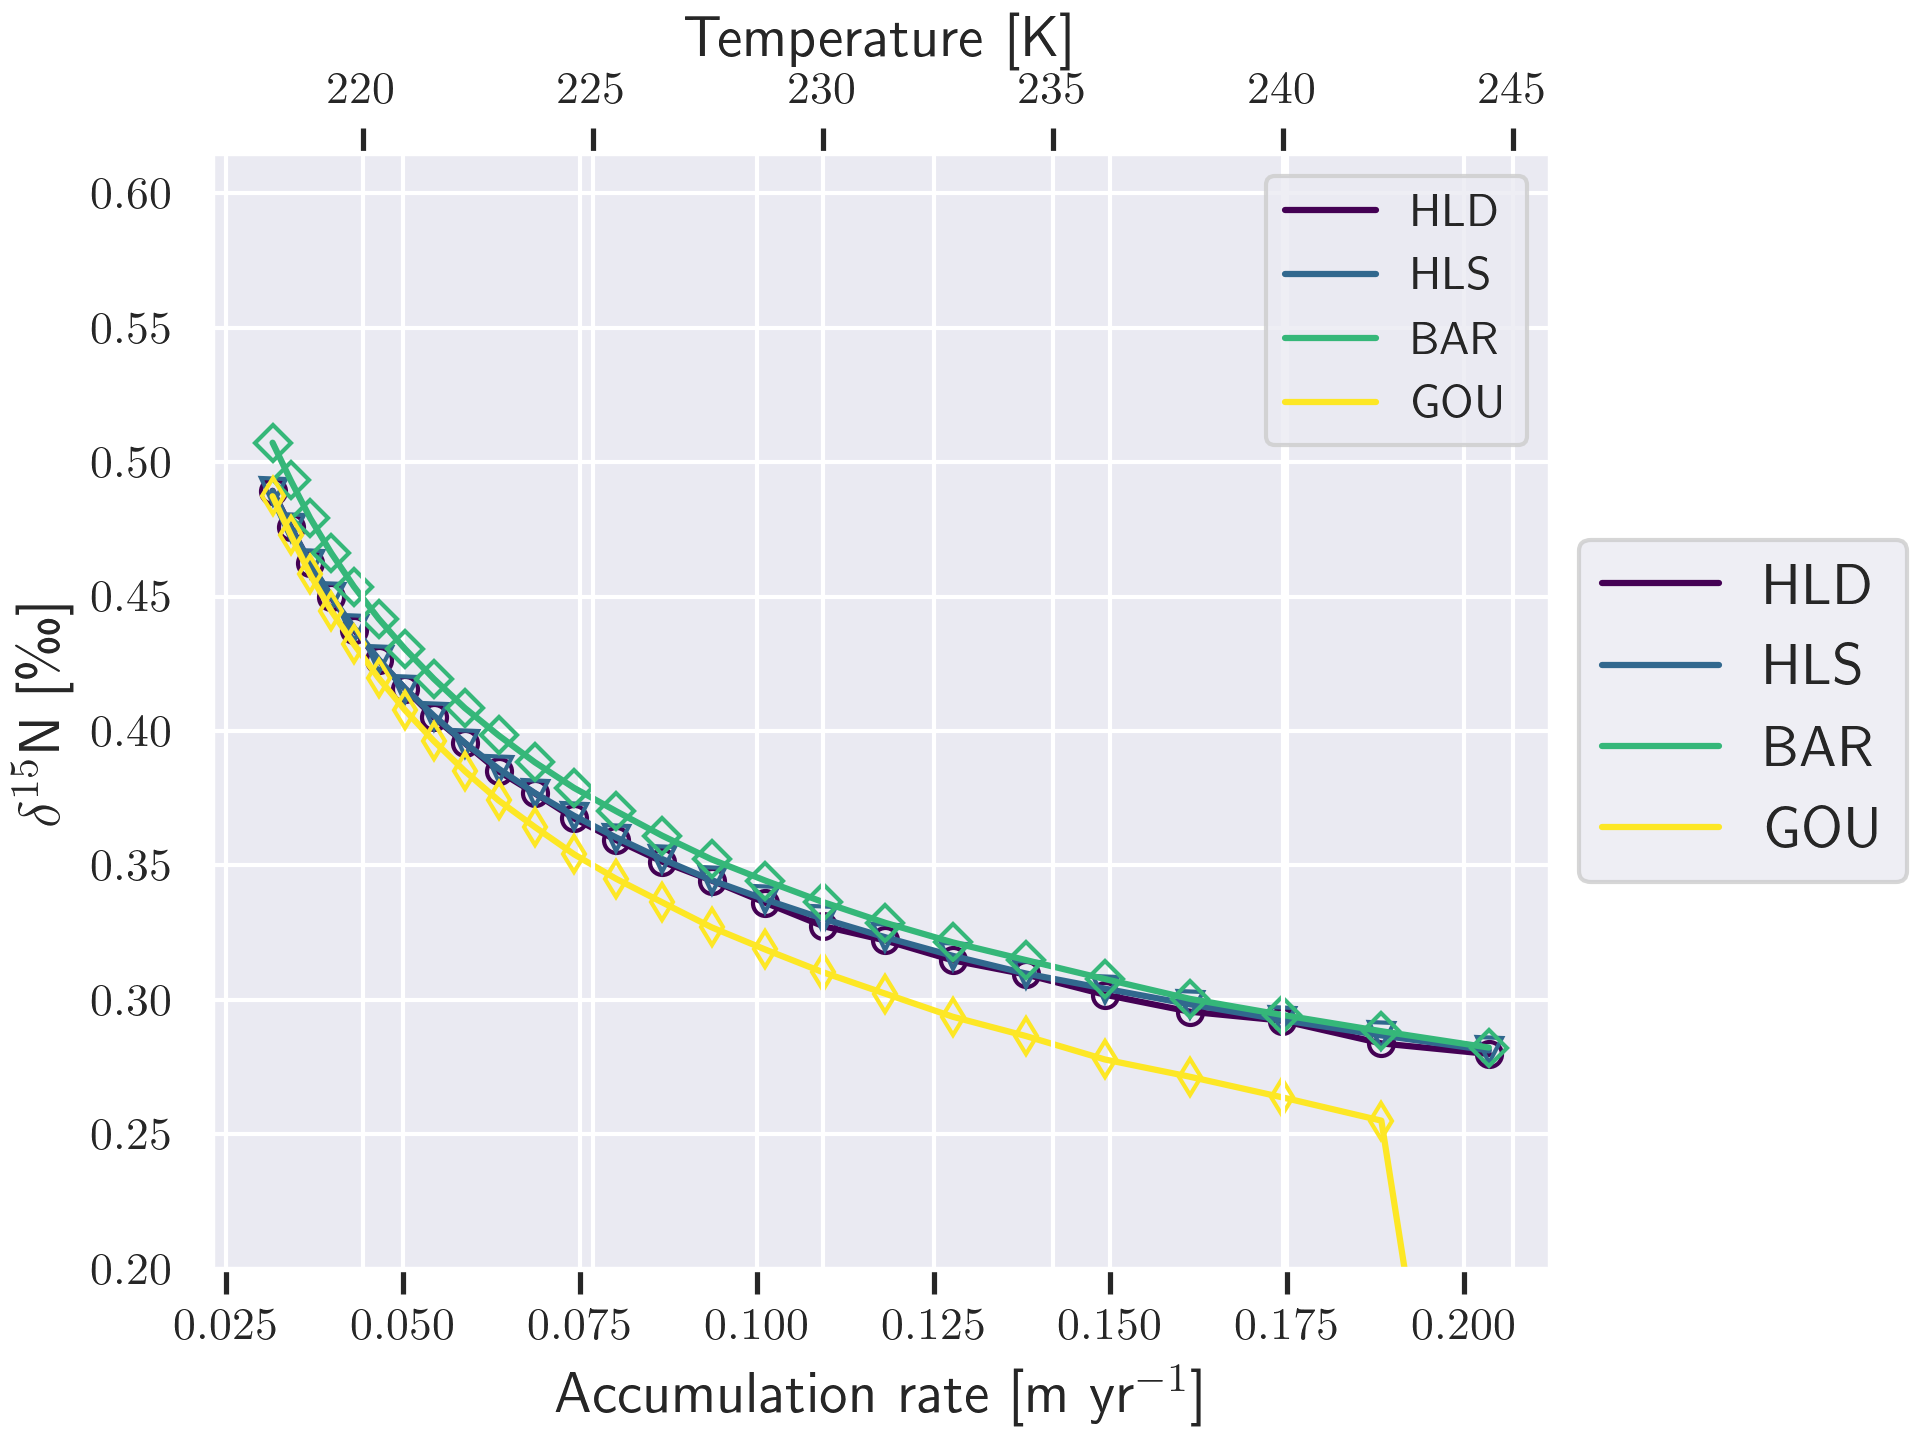 Temperature [K]
220 225 230 235 240 245
0.60
0.55
0.50
0.45
0.40
0.35
0.30
0.25
0.20
δ¹⁵N [‰]
HLD
HLS
BAR
GOU
HLD
HLS
BAR
GOU
0.025 0.050 0.075 0.100 0.125 0.150 0.175 0.200
Accumulation rate [m yr⁻¹]